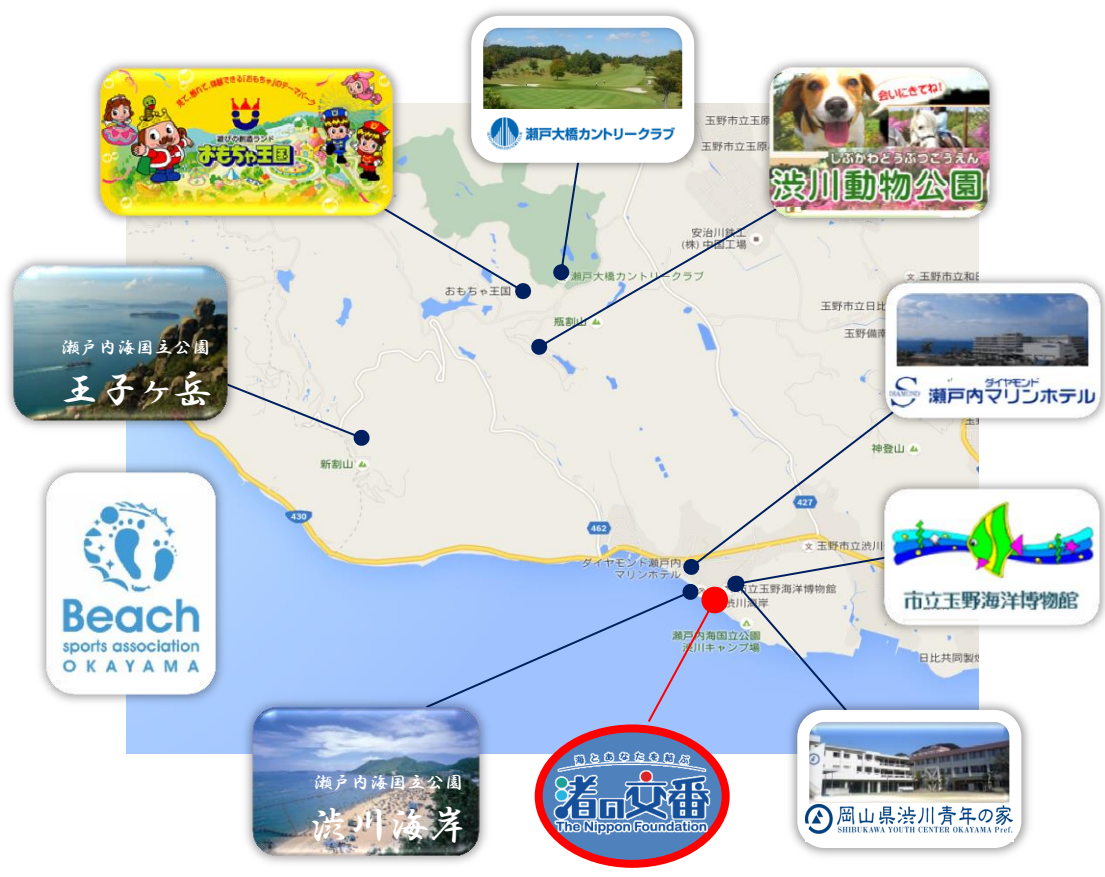 見て、触れて、体験できる「おもちゃ」のテーマパーク
遊びの創造ランド
おもちゃ王国
瀬戸大橋カントリークラブ
会いにきてね!
しぶかわどうぶつこうえん
渋川動物公園
玉野市立玉原
玉野市立玉原
安治川鉄工
(株) 中国工場
瀬戸大橋カントリークラブ
おもちゃ王国
瓶割山
玉野市立和田
玉野市立日比
玉野備南
瀬戸内海国立公園
王子ヶ岳
ダイヤモンド
DIAMOND
瀬戸内マリンホテル
神登山
新割山
430
462
427
文 玉野市立渋川
ダイヤモンド瀬戸内
マリンホテル
市立玉野海洋博物館
渋川海岸
瀬戸内海国立公園
渋川キャンプ場
日比共同製煉
市立玉野海洋博物館
Beach
sports association
OKAYAMA
瀬戸内海国立公園
渋川海岸
海とあなたを結ぶ
渚の交番
The Nippon Foundation
岡山県渋川青年の家
SHIBUKAWA YOUTH CENTER OKAYAMA Pref.